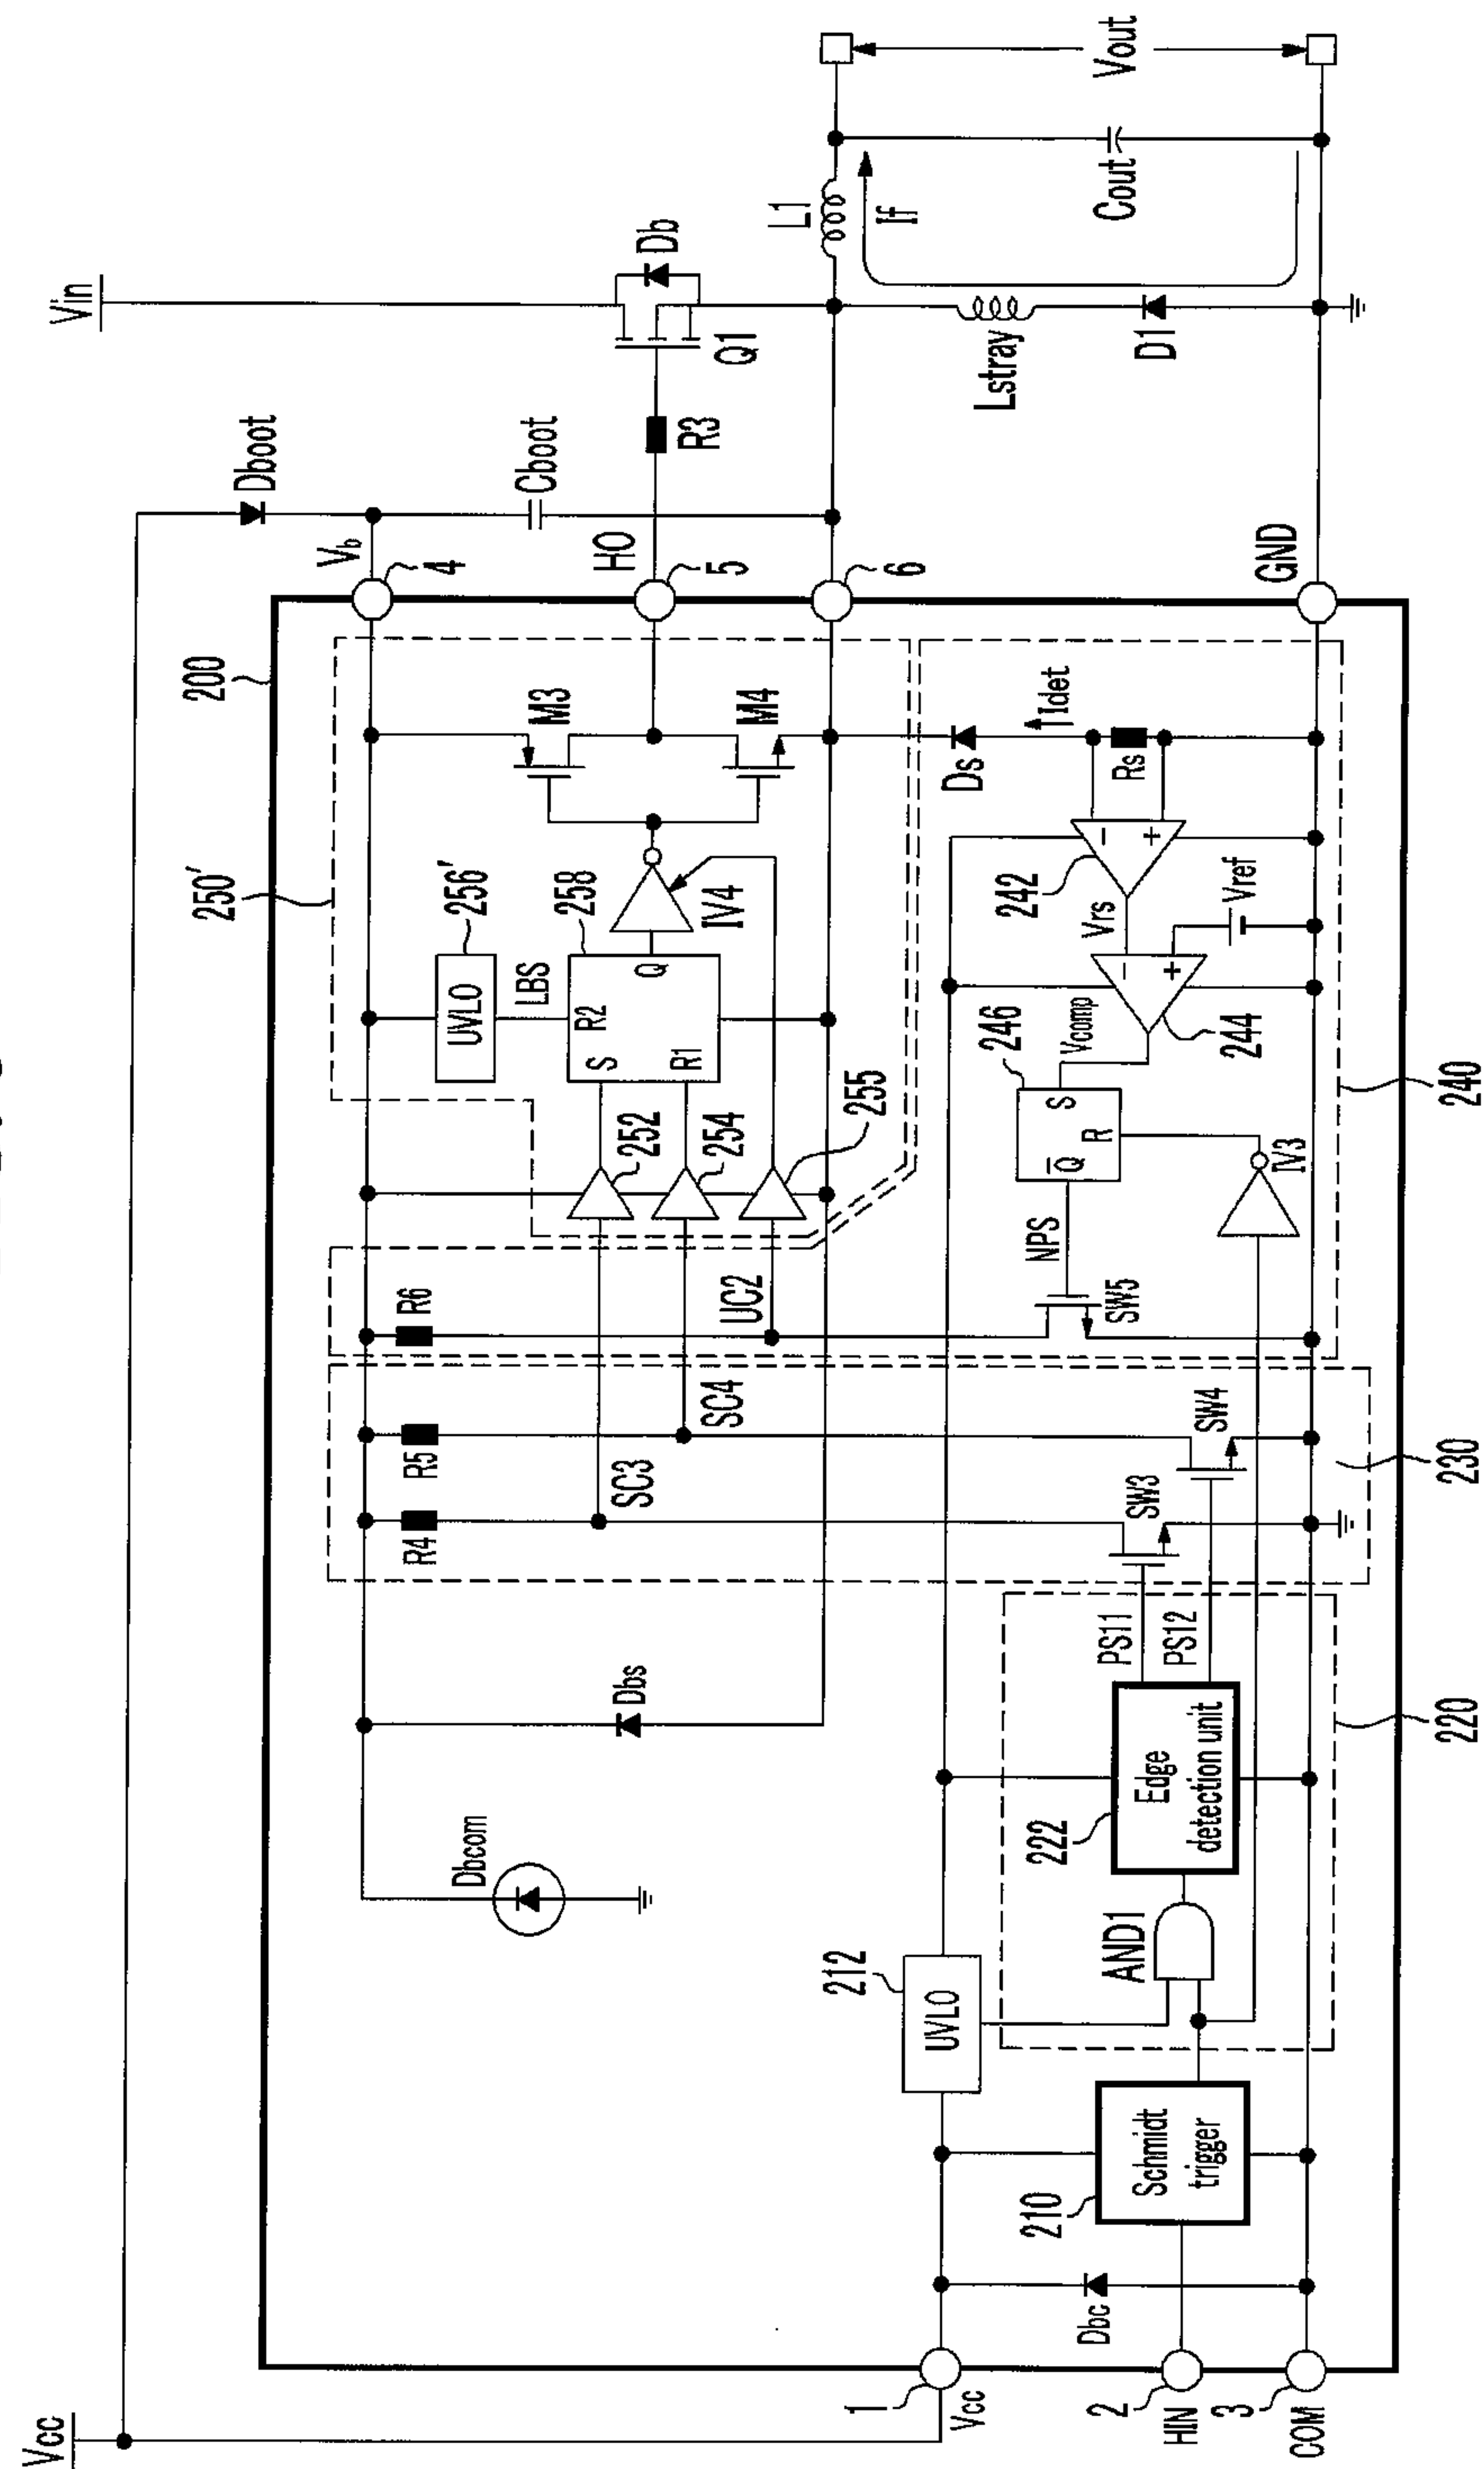 Vcc
Vin
Dboot
Vb
4
Cboot
HO
5
R3
Q1
Db
6
L1
If
Cout
Vout
Lstray
D1
GND
200
250′
M3
M4
256′
UVLO
LBS
258
S
R2
R1
Q
IV4
252
254
255
Ds
Idet
Rs
−
+
242
Vrs
−
+
Vref
244
Vcomp
246
S
R
Q̅
NPS
IV3
240
R6
UC2
SW5
R5
R4
SC4
SC3
SW4
SW3
230
PS11
PS12
Dbs
Dbcom
222
Edge
detection unit
220
AND1
212
UVLO
210
Schmidt
trigger
Dbc
1
Vcc
2
HIN
3
COM